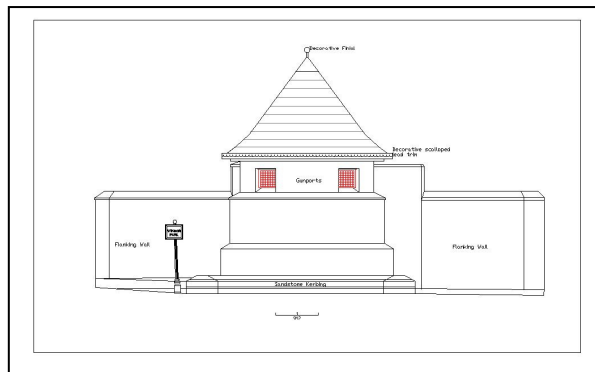 Decorative Finial
Decorative scalloped
lead trim
Gunports
Flanking Wall
Flanking Wall
Sandstone Kerbing